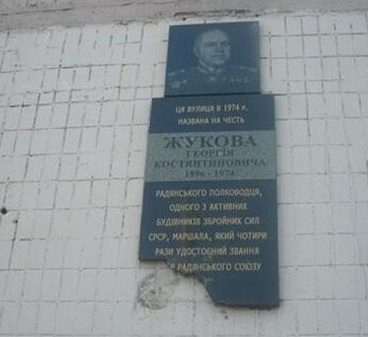 ЦЯ ВУЛИЦЯ В 1974 г.
НАЗВАНА НА ЧЕСТЬ
ЖУКОВА
ГЕОРГІЯ
КОСТЯНТИНОВИЧА
1896 - 1974
РАДЯНСЬКОГО ПОЛКОВОДЦЯ,
ОДНОГО З АКТИВНИХ
БУДІВНИКІВ ЗБРОЙНИХ СИЛ
СРСР, МАРШАЛА, ЯКИЙ ЧОТИРИ
РАЗИ УДОСТОЄНИЙ ЗВАННЯ
РАДЯНСЬКОГО СОЮЗУ